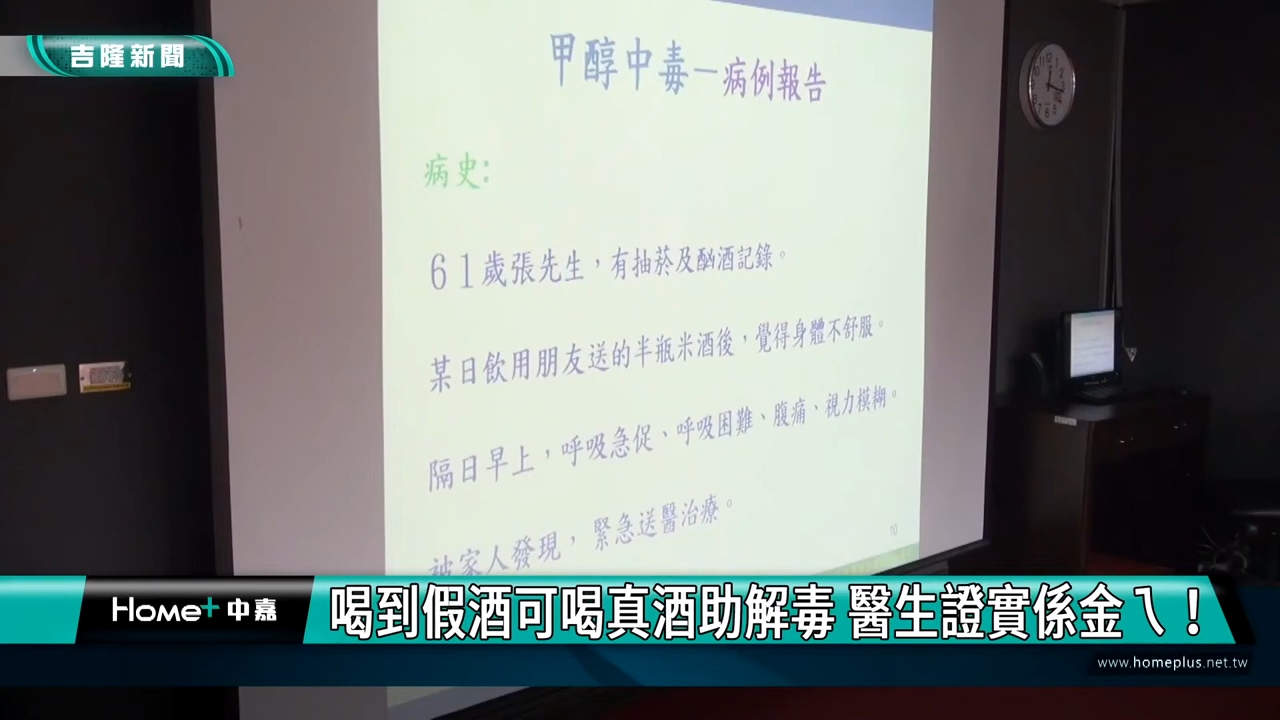 吉隆新聞
甲醇中毒－病例報告
病史:
61歲張先生，有抽菸及酗酒記錄。
某日飲用朋友送的半瓶米酒後，覺得身體不舒服。
隔日早上，呼吸急促、呼吸困難、腹痛、視力模糊。
被家人發現，緊急送醫治療。
10
Home+中嘉
喝到假酒可喝真酒助解毒 醫生證實係金ㄟ！
www.homeplus.net.tw